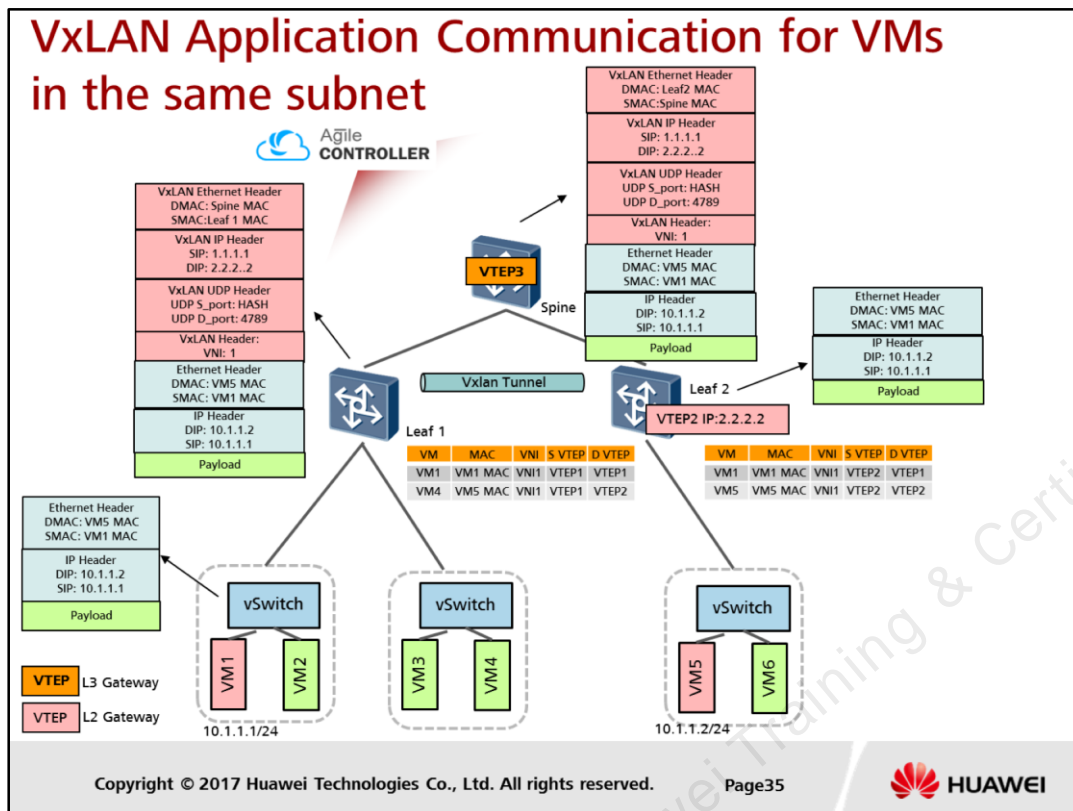 VxLAN Application Communication for VMs
in the same subnet
Agile
CONTROLLER
VxLAN Ethernet Header
DMAC: Spine MAC
SMAC:Leaf 1 MAC
VxLAN IP Header
SIP: 1.1.1.1
DIP: 2.2.2..2
VxLAN UDP Header
UDP S_port: HASH
UDP D_port: 4789
VxLAN Header:
VNI: 1
Ethernet Header
DMAC: VM5 MAC
SMAC: VM1 MAC
IP Header
DIP: 10.1.1.2
SIP: 10.1.1.1
Payload
VxLAN Ethernet Header
DMAC: Leaf2 MAC
SMAC:Spine MAC
VxLAN IP Header
SIP: 1.1.1.1
DIP: 2.2.2..2
VxLAN UDP Header
UDP S_port: HASH
UDP D_port: 4789
VxLAN Header:
VNI: 1
Ethernet Header
DMAC: VM5 MAC
SMAC: VM1 MAC
IP Header
DIP: 10.1.1.2
SIP: 10.1.1.1
Payload
VTEP3
Spine
Ethernet Header
DMAC: VM5 MAC
SMAC: VM1 MAC
IP Header
DIP: 10.1.1.2
SIP: 10.1.1.1
Payload
Vxlan Tunnel
Leaf 1
Leaf 2
VTEP2 IP:2.2.2.2
VM MAC VNI S VTEP D VTEP
VM1 VM1 MAC VNI1 VTEP1 VTEP1
VM4 VM5 MAC VNI1 VTEP1 VTEP2
VM MAC VNI S VTEP D VTEP
VM1 VM1 MAC VNI1 VTEP2 VTEP1
VM5 VM5 MAC VNI1 VTEP2 VTEP2
Ethernet Header
DMAC: VM5 MAC
SMAC: VM1 MAC
IP Header
DIP: 10.1.1.2
SIP: 10.1.1.1
Payload
vSwitch
VM1
VM2
10.1.1.1/24
vSwitch
VM3
VM4
vSwitch
VM5
VM6
10.1.1.2/24
VTEP L3 Gateway
VTEP L2 Gateway
Training & Certi
Copyright © 2017 Huawei Technologies Co., Ltd. All rights reserved.
Page35
HUAWEI